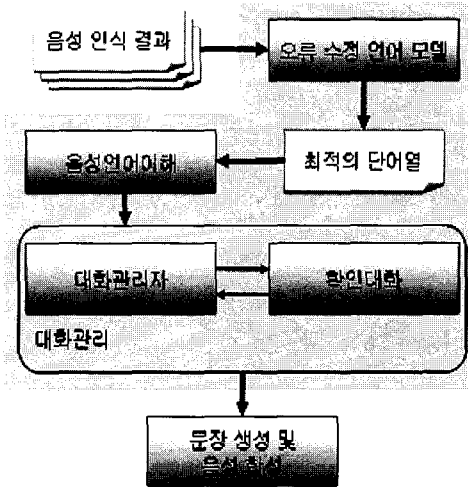 음성 인식 결과
오류 수정 언어 모델
최적의 단어열
음성언어이해
대화관리자
확인대화
대화관리
문장 생성 및
음성 합성